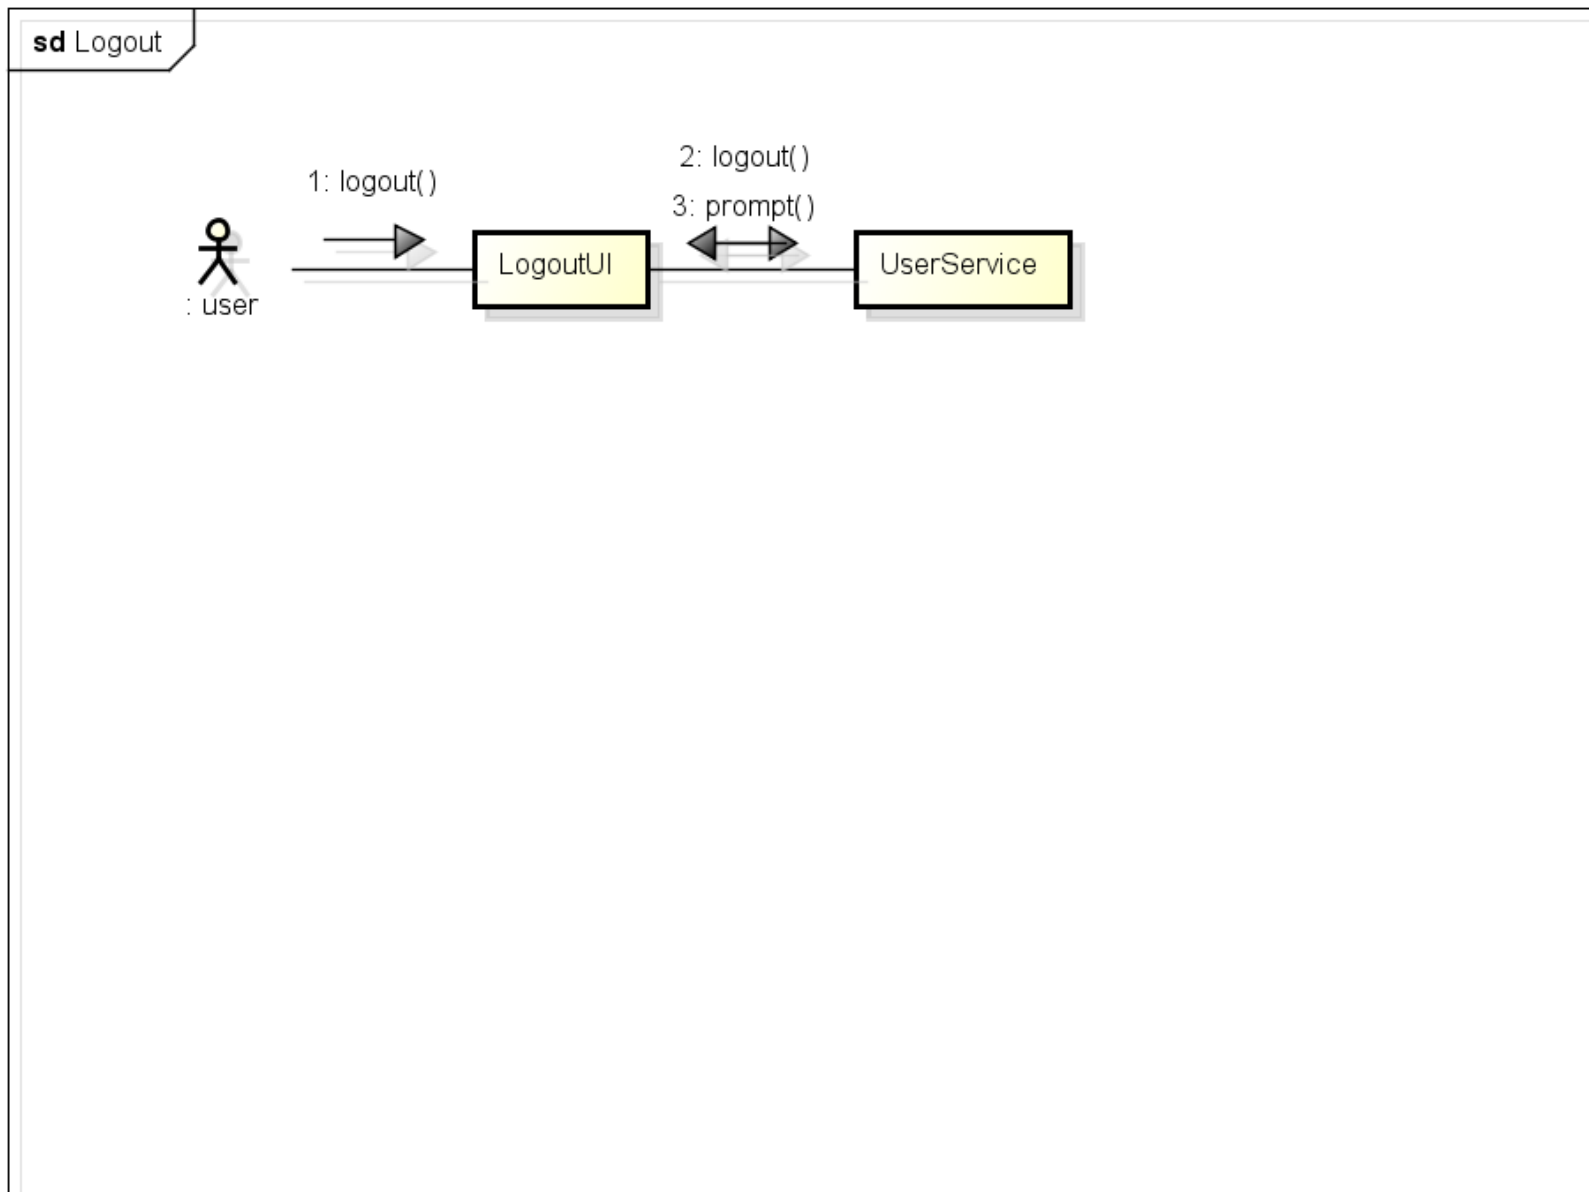 sd Logout
1: logout()
2: logout()
3: prompt()
: user
LogoutUI
UserService